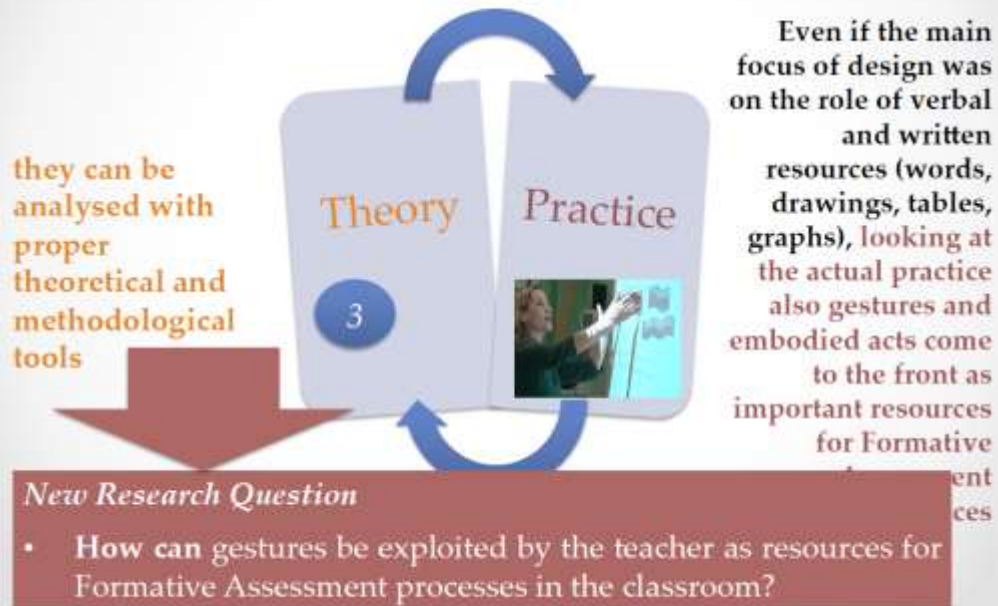 Even if the main
focus of design was
on the role of verbal
and written
resources (words,
drawings, tables,
graphs), looking at
the actual practice
also gestures and
embodied acts come
to the front as
important resources
for Formative
they can be
analysed with
proper
theoretical and
methodological
tools
Theory
Practice
3
New Research Question
• How can gestures be exploited by the teacher as resources for
Formative Assessment processes in the classroom?